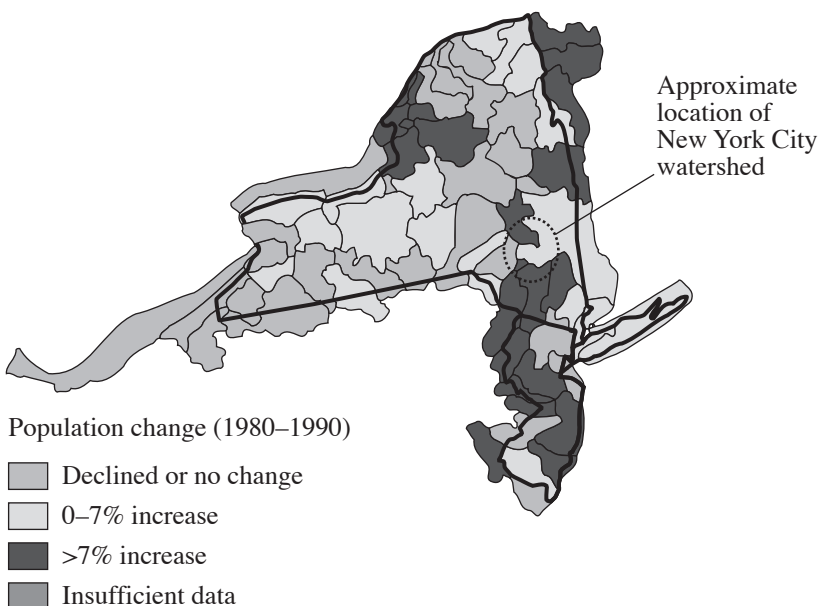 Approximate
location of
New York City
watershed
Population change (1980–1990)
Declined or no change
0–7% increase
>7% increase
Insufficient data